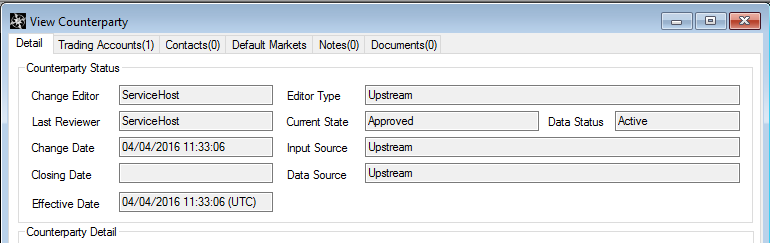 View Counterparty
Detail Trading Accounts(1) Contacts(0) Default Markets Notes(0) Documents(0)
Counterparty Status
Change Editor ServiceHost Editor Type Upstream
Last Reviewer ServiceHost Current State Approved Data Status Active
Change Date 04/04/2016 11:33:06 Input Source Upstream
Closing Date Data Source Upstream
Effective Date 04/04/2016 11:33:06 (UTC)
Counterparty Detail